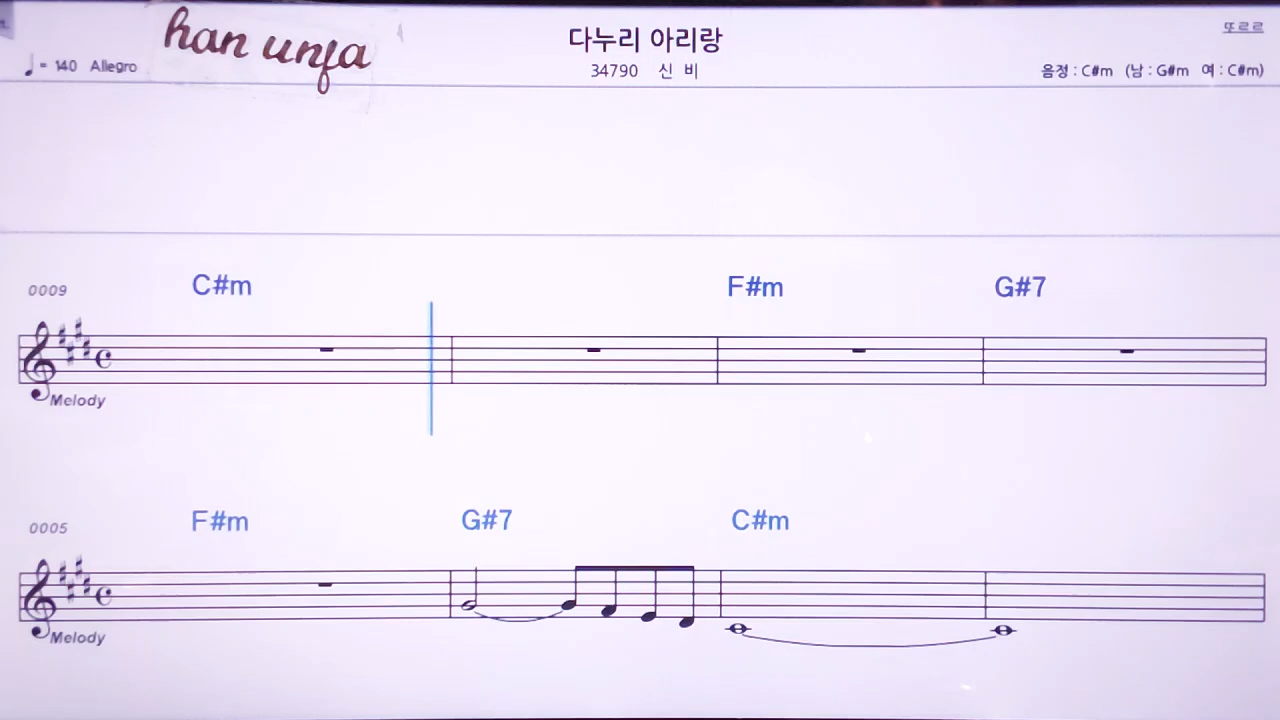 han unfa
다누리 아리랑
또르르
♩= 140 Allegro
34790 신 비
음정 : C#m (남 : G#m 여 : C#m)
0009 C#m F#m G#7
Melody
0005 F#m G#7 C#m
Melody